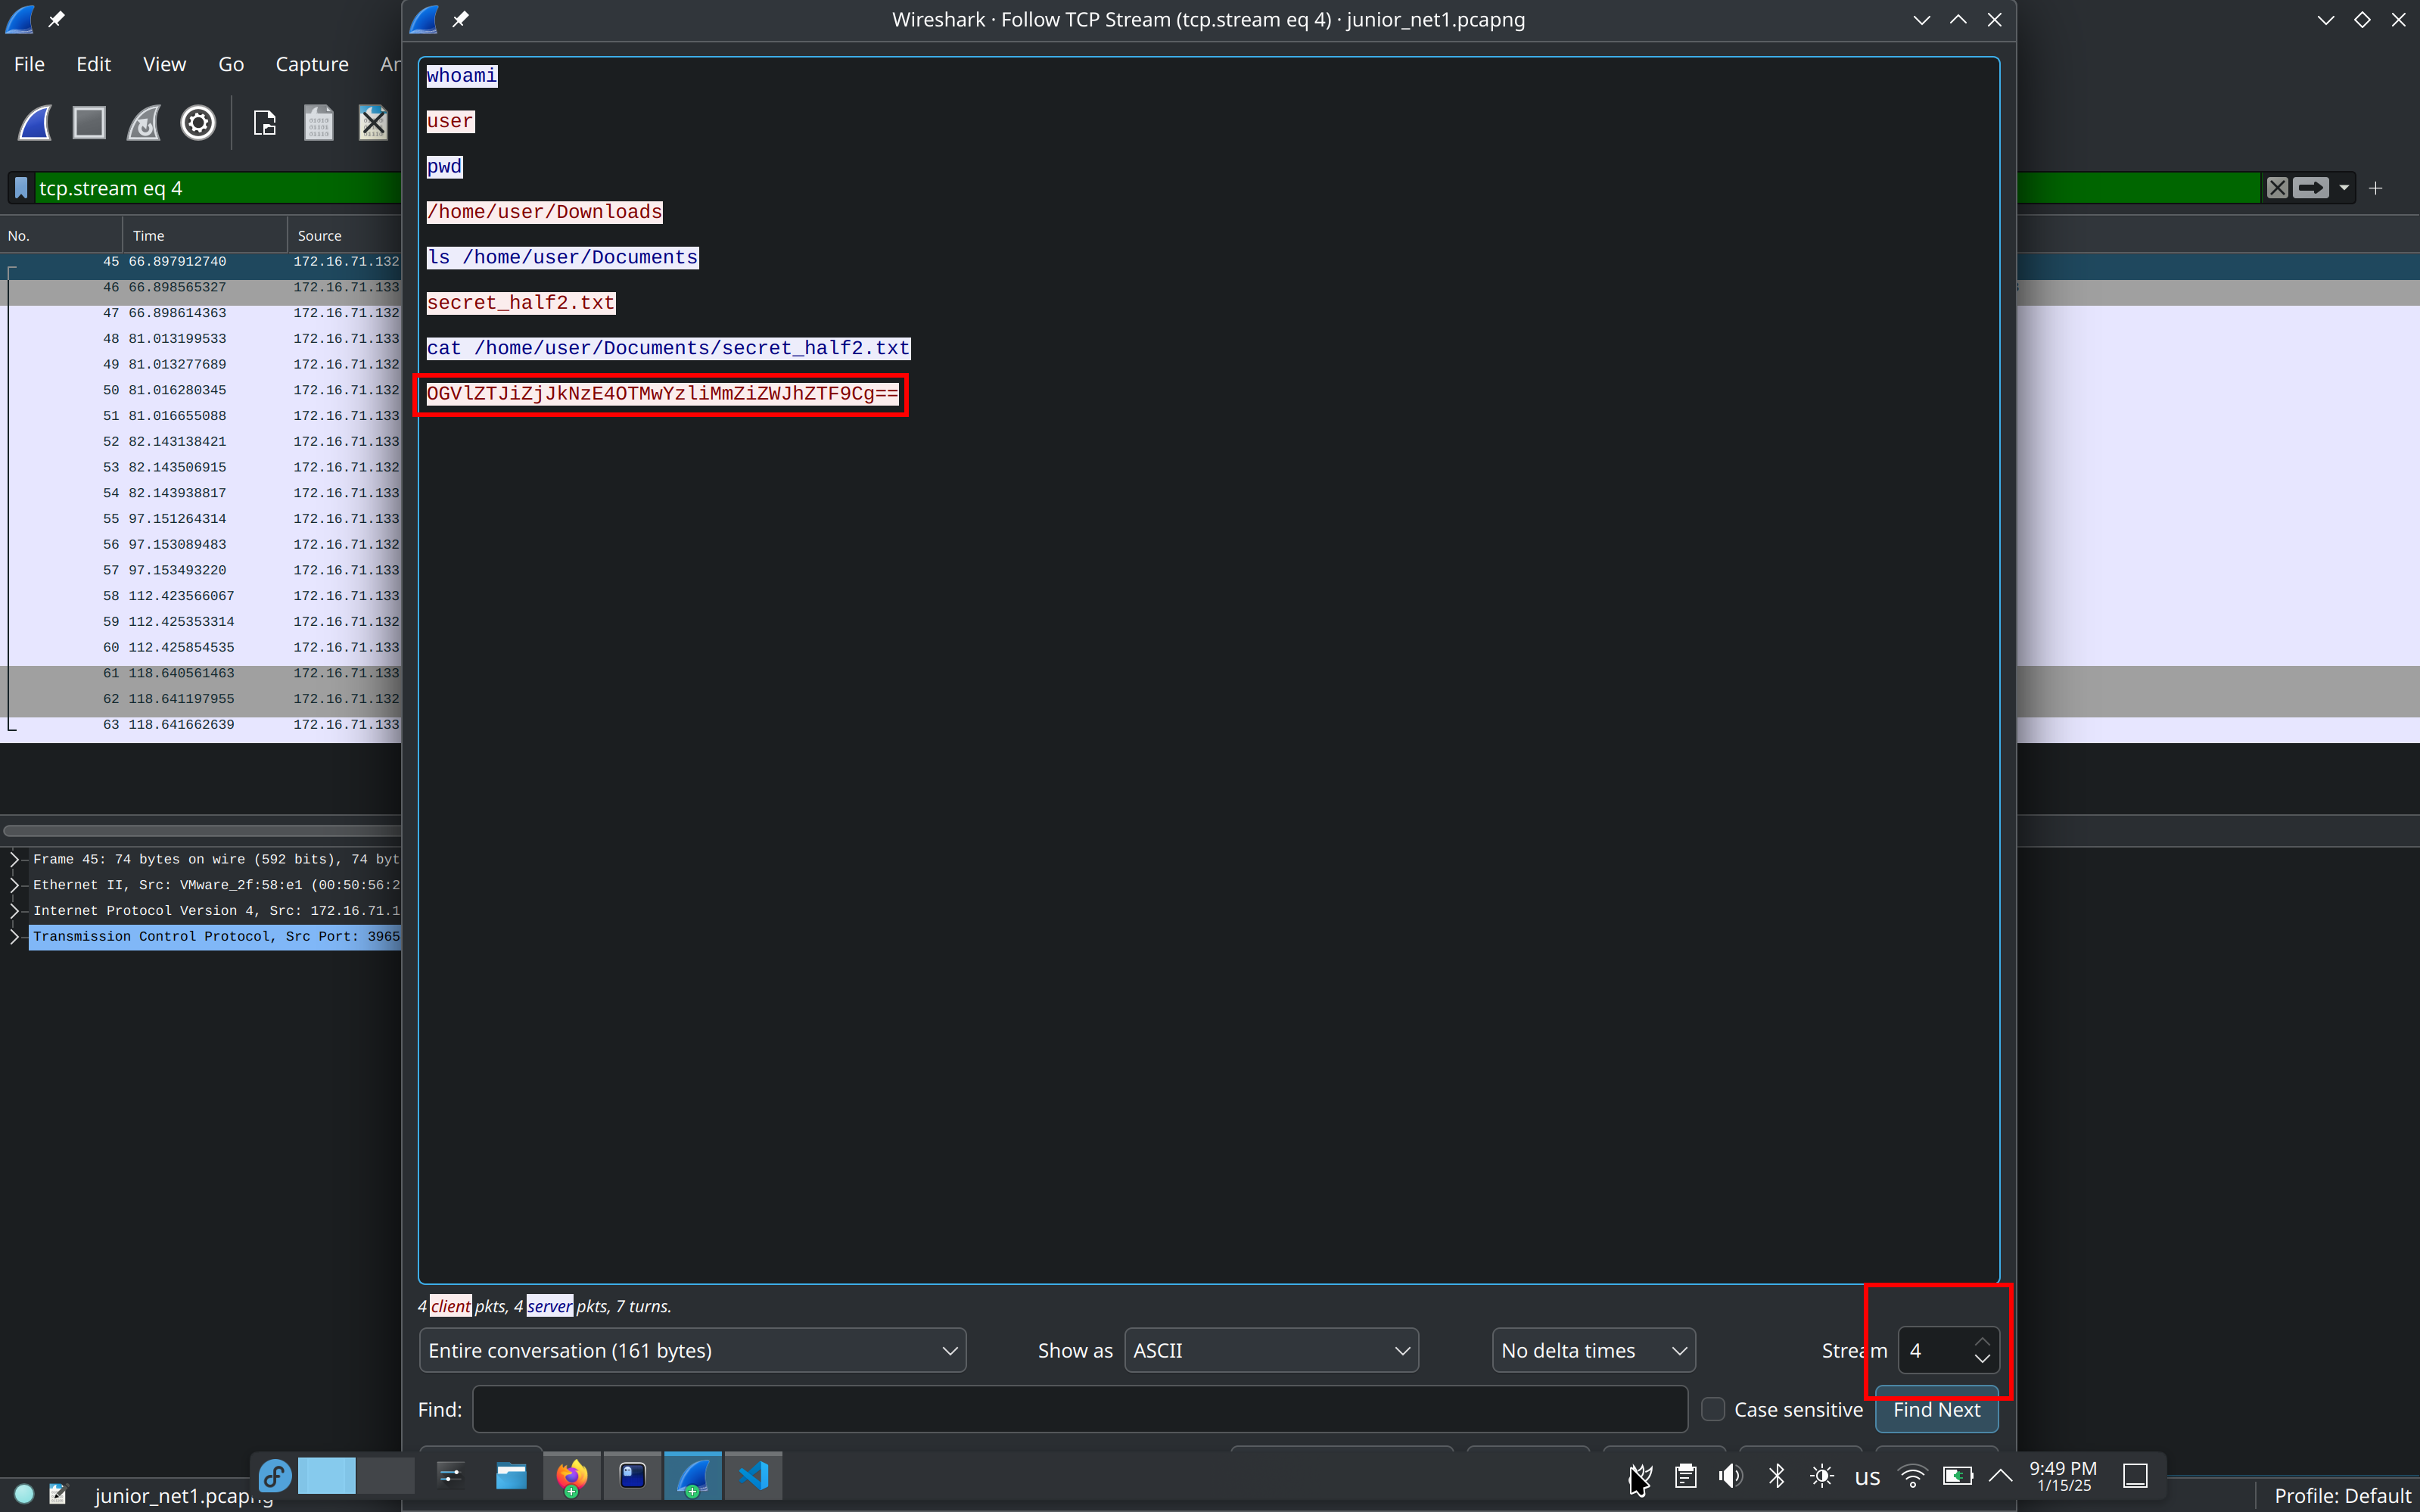 Wireshark · Follow TCP Stream (tcp.stream eq 4) · junior_net1.pcapng
File Edit View Go Capture Ar
tcp.stream eq 4
No. Time Source
45 66.897912740 172.16.71.132
46 66.898565327 172.16.71.133
47 66.898614363 172.16.71.132
48 81.013199533 172.16.71.133
49 81.013277689 172.16.71.132
50 81.016280345 172.16.71.132
51 81.016655088 172.16.71.133
52 82.143138421 172.16.71.133
53 82.143506915 172.16.71.132
54 82.143938817 172.16.71.133
55 97.151264314 172.16.71.133
56 97.153089483 172.16.71.132
57 97.153493220 172.16.71.133
58 112.423566067 172.16.71.133
59 112.425353314 172.16.71.132
60 112.425854535 172.16.71.133
61 118.640561463 172.16.71.133
62 118.641197955 172.16.71.132
63 118.641662639 172.16.71.133
Frame 45: 74 bytes on wire (592 bits), 74 byt
Ethernet II, Src: VMware_2f:58:e1 (00:50:56:2
Internet Protocol Version 4, Src: 172.16.71.1
Transmission Control Protocol, Src Port: 3965
whoami
user
pwd
/home/user/Downloads
ls /home/user/Documents
secret_half2.txt
cat /home/user/Documents/secret_half2.txt
OGVlZTJiZjJkNzE4OTMwYzliMmZiZWJhZTF9Cg==
4 client pkts, 4 server pkts, 7 turns.
Entire conversation (161 bytes) Show as ASCII No delta times Stream 4
Find: Case sensitive Find Next
us 9:49 PM
1/15/25
junior_net1.pcapng Profile: Default